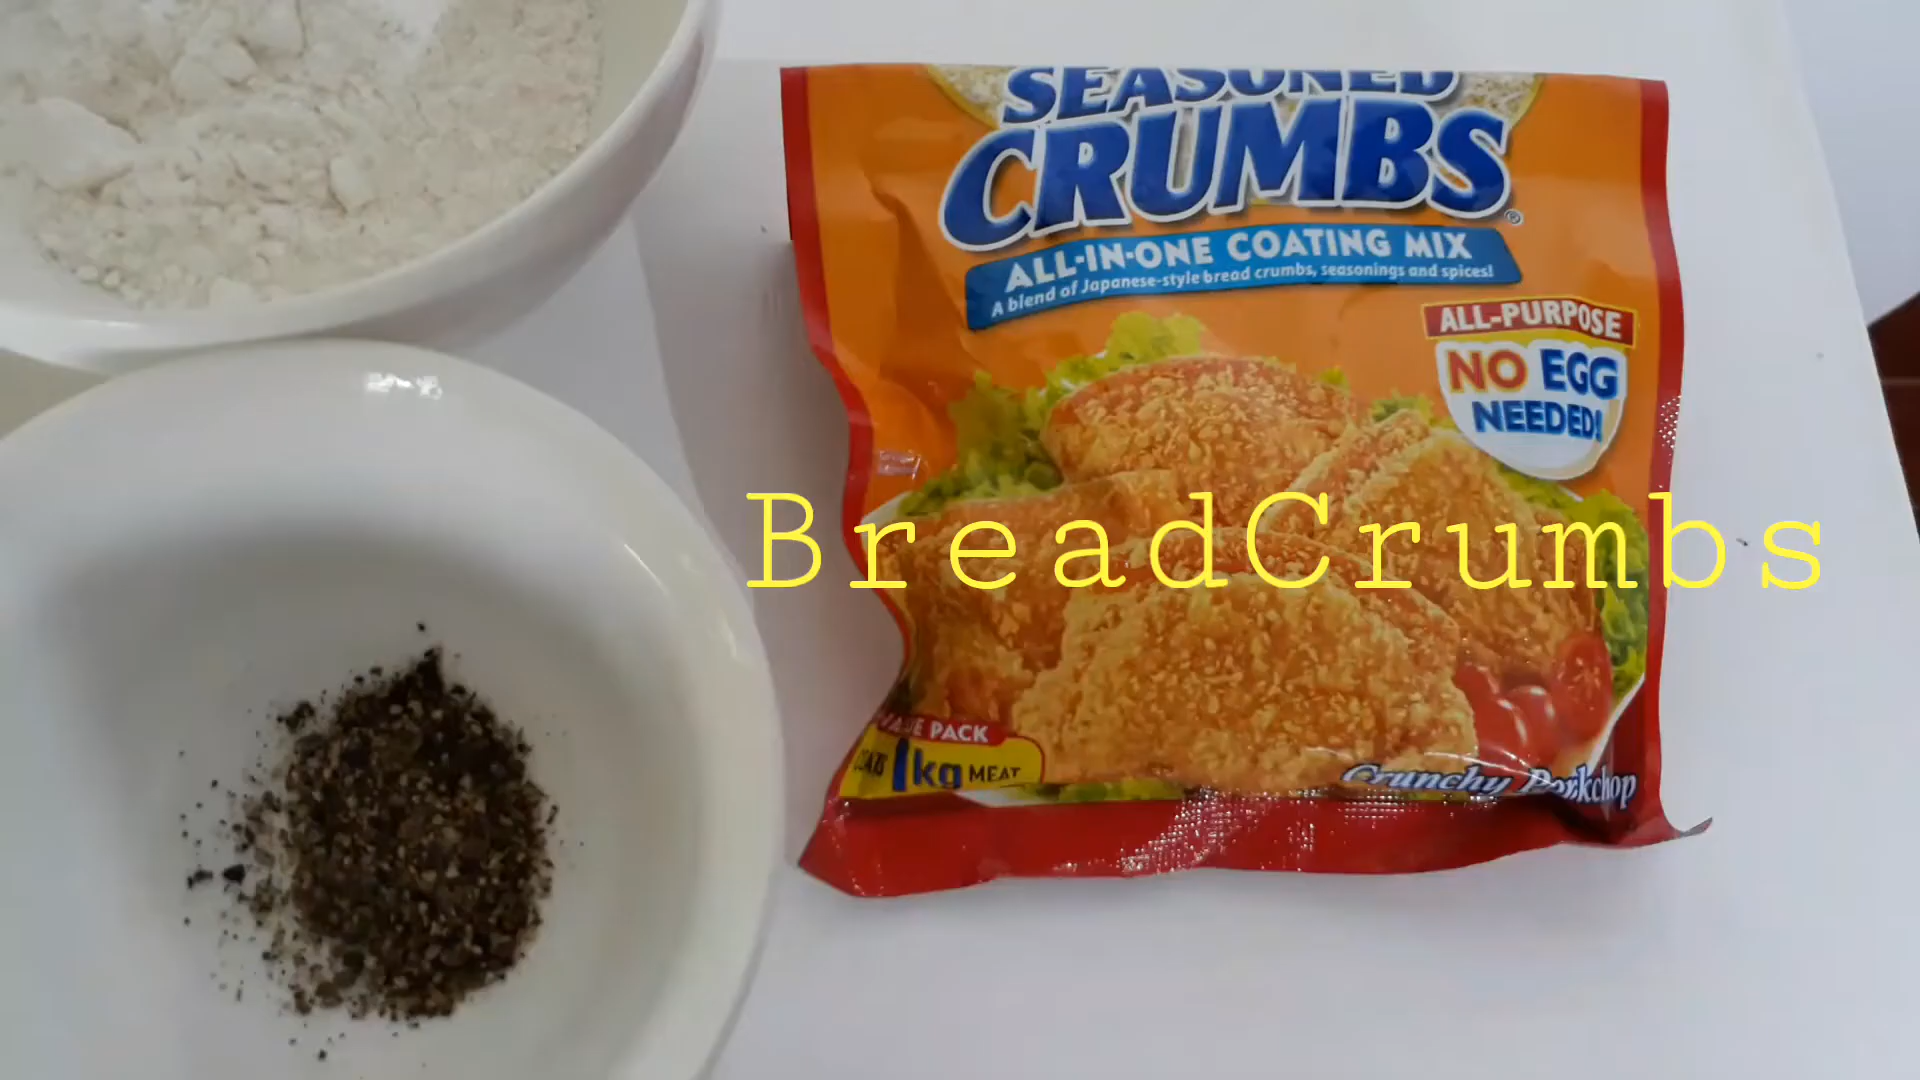 SEASONED
CRUMBS®
ALL-IN-ONE COATING MIX
A blend of Japanese-style bread crumbs, seasonings and spices!
ALL-PURPOSE
NO EGG
NEEDED!
BreadCrumbs
PACK
1kg MEAT
Crunchy Porkchop